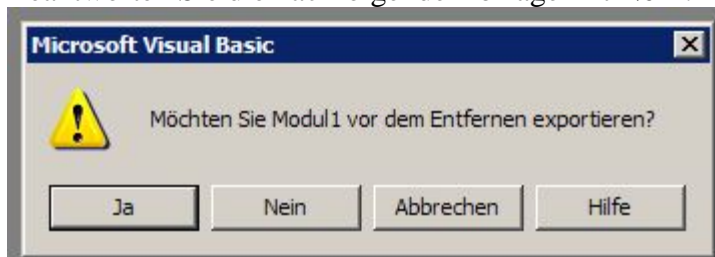 Microsoft Visual Basic
Möchten Sie Modul1 vor dem Entfernen exportieren?
Ja Nein Abbrechen Hilfe